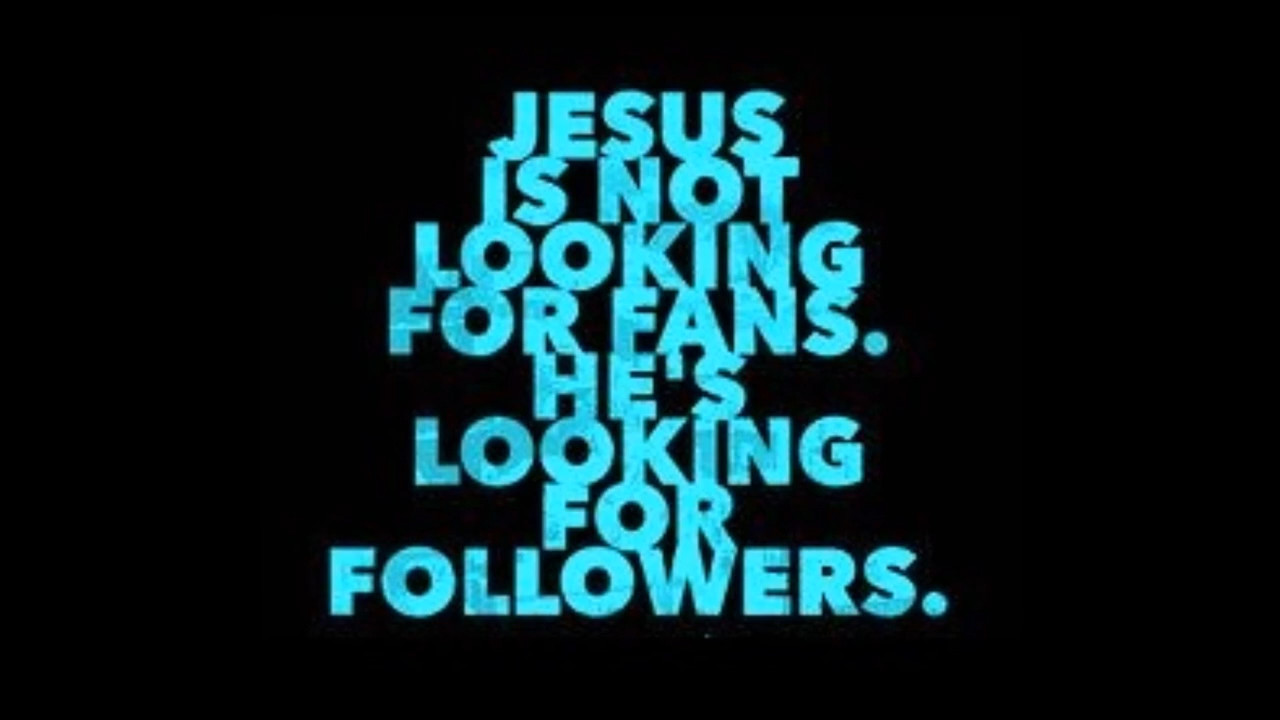 JESUS
IS NOT
LOOKING
FOR FANS.
HE'S
LOOKING
FOR
FOLLOWERS.